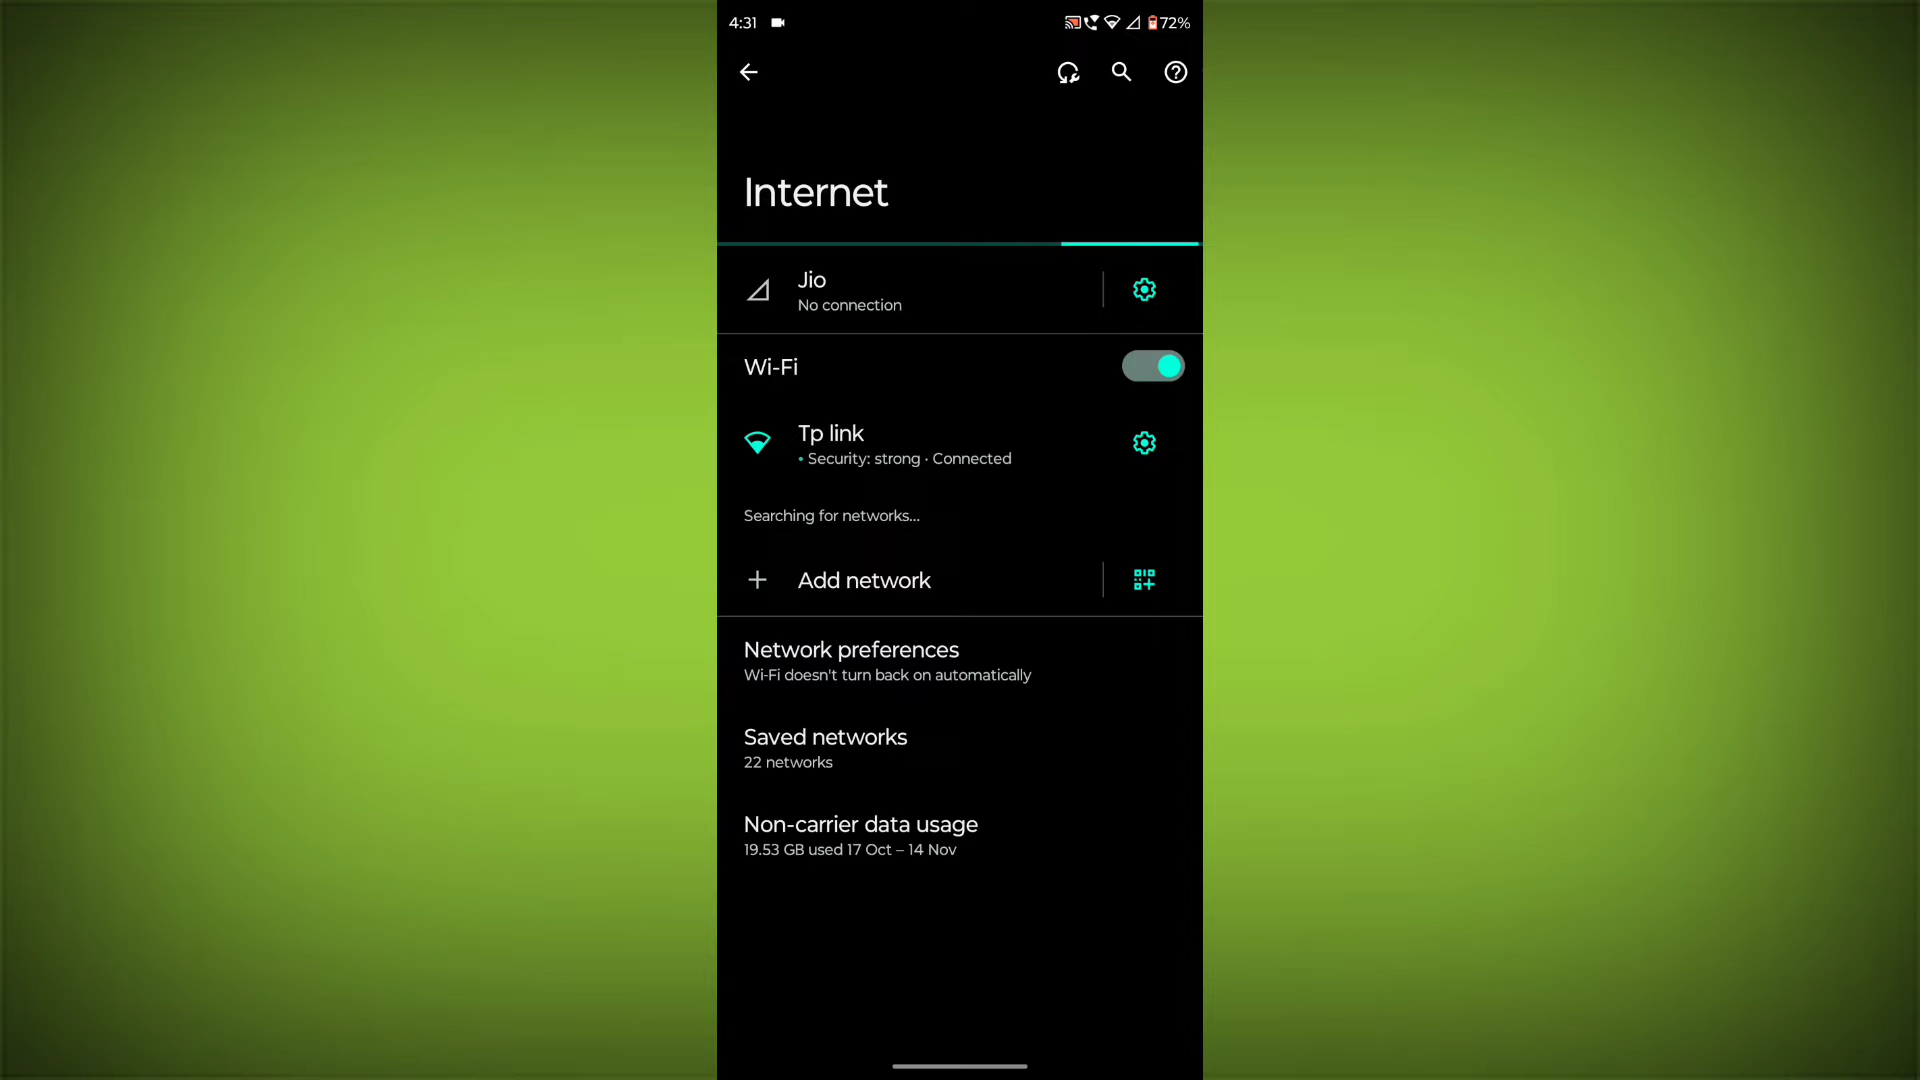 4:31
72%
Internet
Jio
No connection
Wi-Fi
Tp link
• Security: strong · Connected
Searching for networks...
Add network
Network preferences
Wi-Fi doesn't turn back on automatically
Saved networks
22 networks
Non-carrier data usage
19.53 GB used 17 Oct – 14 Nov